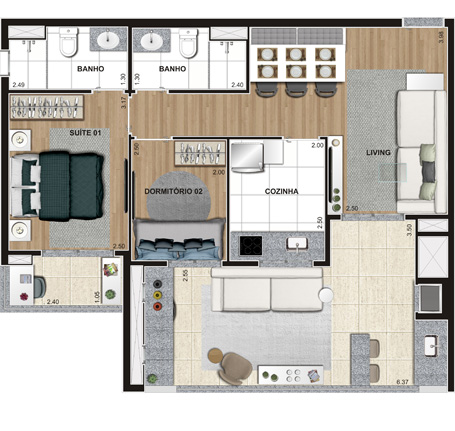 3.98
BANHO
BANHO
2.49
1.30
1.30
2.40
3.17
SUÍTE 01
2.50
2.00
2.00
LIVING
DORMITÓRIO 02
COZINHA
2.50
2.50
2.50
3.50
2.55
2.40
1.05
6.37